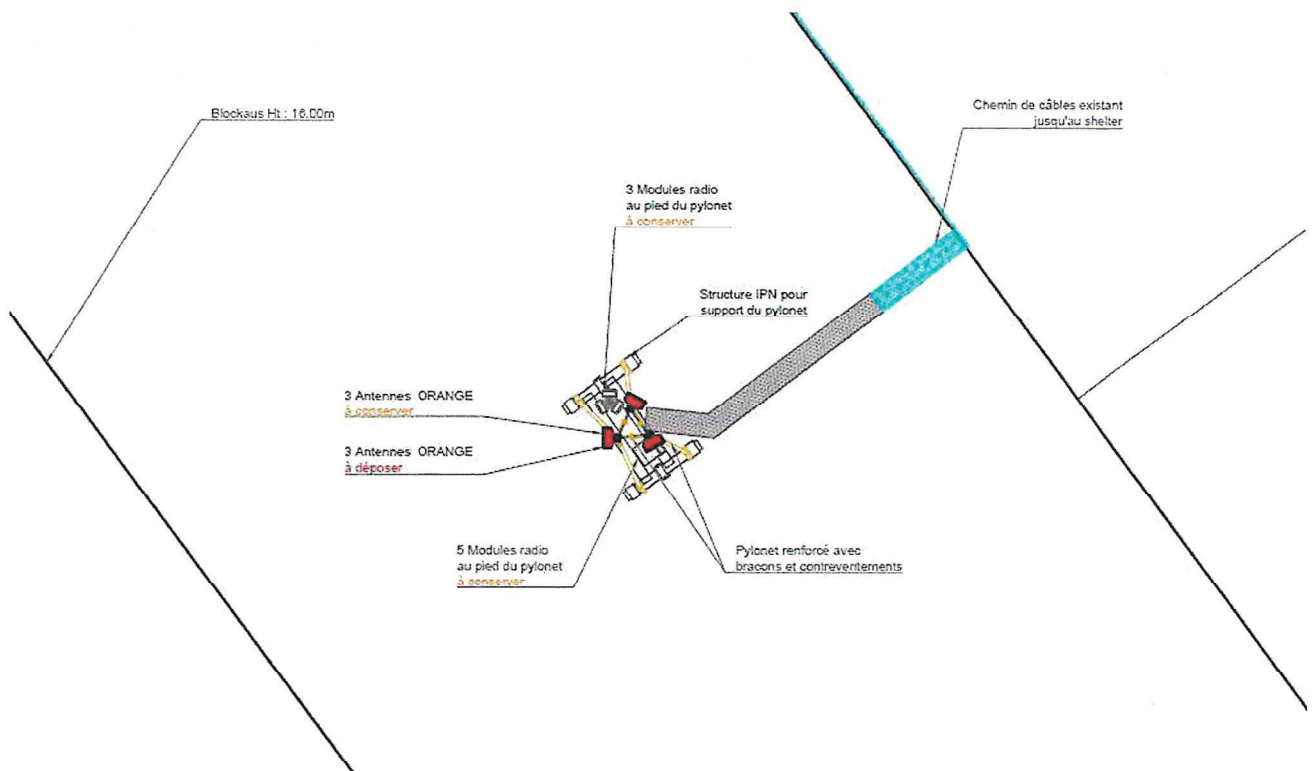 Blockaus Ht : 16.00m
Chemin de câbles existant
jusqu'au shelter
3 Modules radio
au pied du pylonet
à conserver
Structure IPN pour
support du pylonet
3 Antennes ORANGE
à conserver
3 Antennes ORANGE
à déposer
5 Modules radio
au pied du pylonet
à conserver
Pylonet renforcé avec
bracons et contreventements